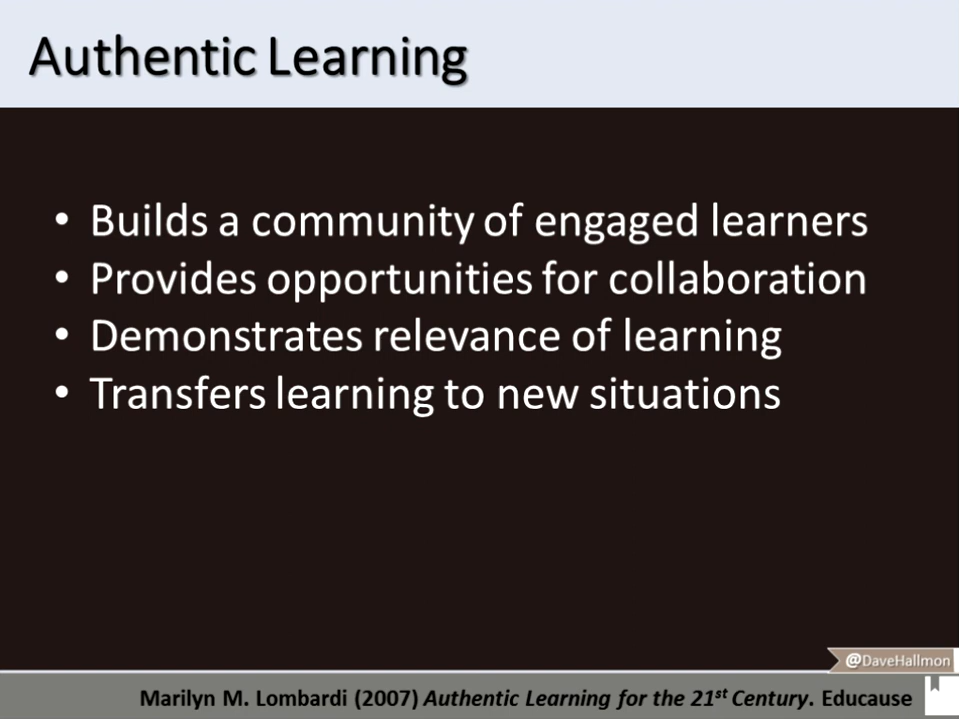 Authentic Learning
• Builds a community of engaged learners
• Provides opportunities for collaboration
• Demonstrates relevance of learning
• Transfers learning to new situations
@DaveHallmon
Marilyn M. Lombardi (2007) Authentic Learning for the 21st Century. Educause